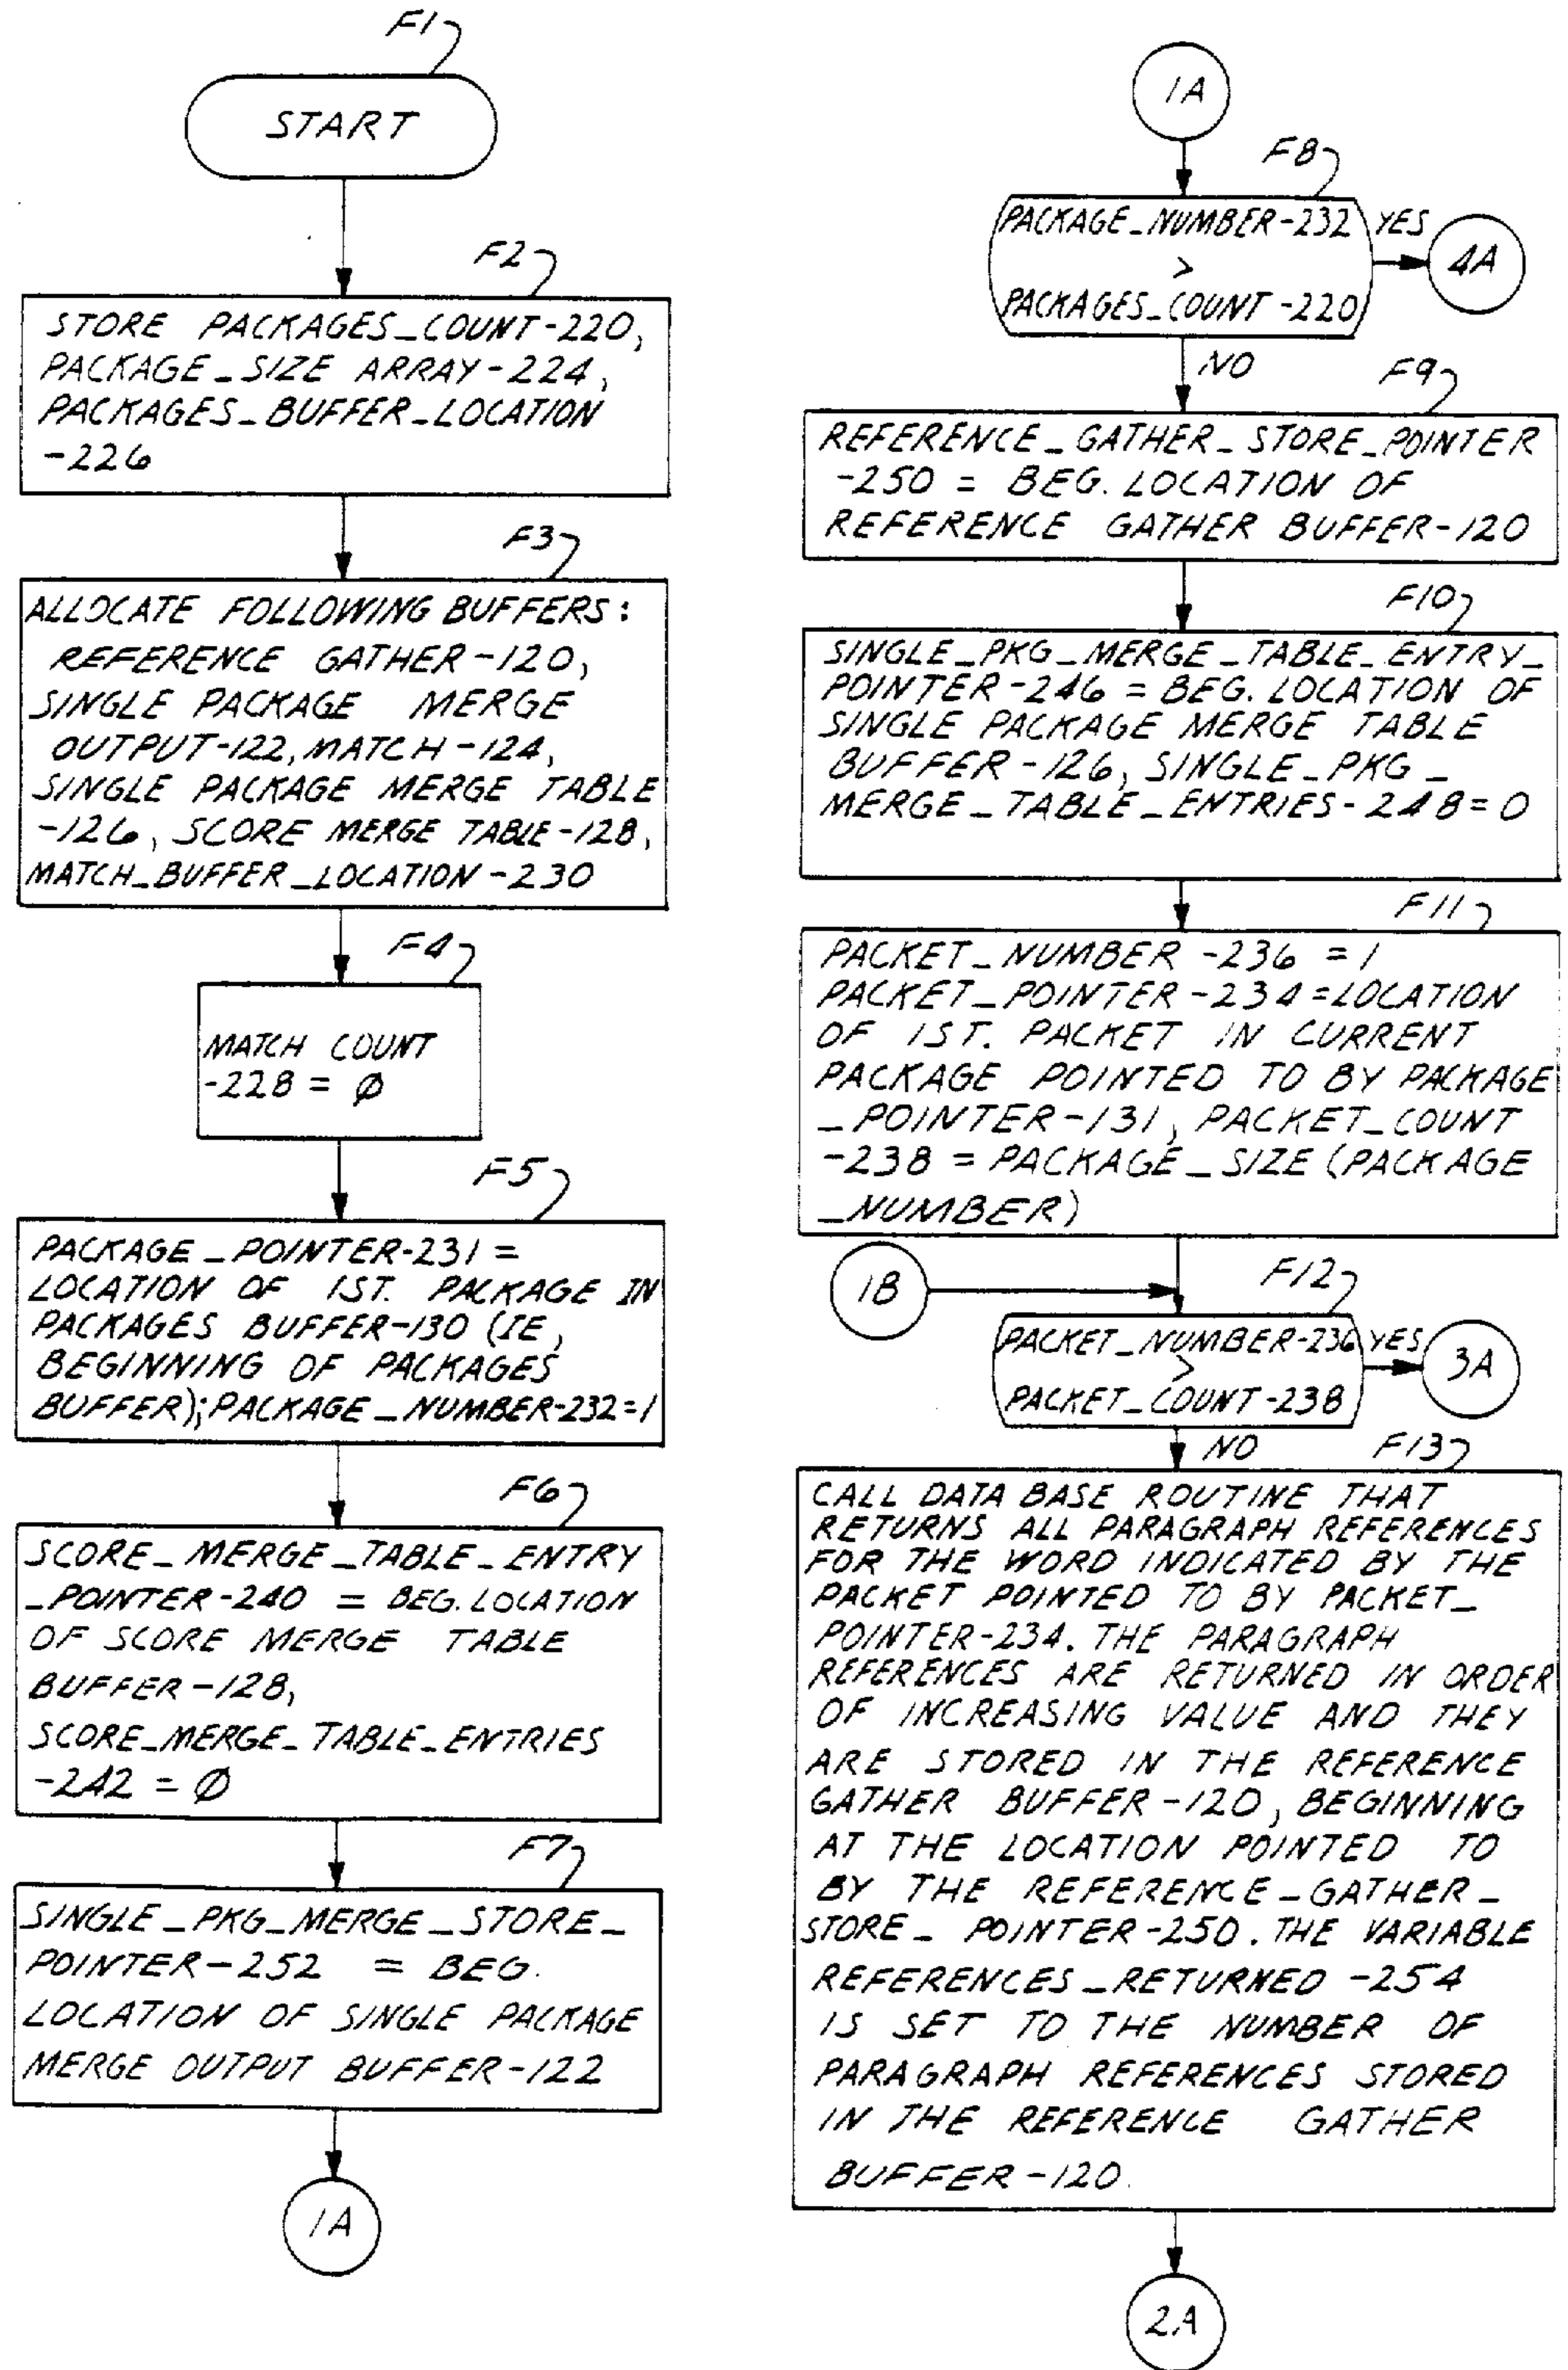 F1
START
F2
STORE PACKAGES_COUNT-220,
PACKAGE_SIZE ARRAY-224,
PACKAGES_BUFFER_LOCATION
-226
F3
ALLOCATE FOLLOWING BUFFERS:
REFERENCE GATHER-120,
SINGLE PACKAGE MERGE
OUTPUT-122, MATCH-124,
SINGLE PACKAGE MERGE TABLE
-126, SCORE MERGE TABLE-128,
MATCH_BUFFER_LOCATION-230
F4
MATCH COUNT
-228 = Ø
F5
PACKAGE_POINTER-231 =
LOCATION OF 1ST. PACKAGE IN
PACKAGES BUFFER-130 (IE,
BEGINNING OF PACKAGES
BUFFER); PACKAGE_NUMBER-232=1
F6
SCORE_MERGE_TABLE_ENTRY
_POINTER-240 = BEG. LOCATION
OF SCORE MERGE TABLE
BUFFER-128,
SCORE_MERGE_TABLE_ENTRIES
-242 = Ø
F7
SINGLE_PKG_MERGE_STORE_
POINTER-252 = BEG.
LOCATION OF SINGLE PACKAGE
MERGE OUTPUT BUFFER-122
1A
1A
F8
PACKAGE_NUMBER-232
>
PACKAGES_COUNT-220
YES
4A
NO
F9
REFERENCE_GATHER_STORE_POINTER
-250 = BEG. LOCATION OF
REFERENCE GATHER BUFFER-120
F10
SINGLE_PKG_MERGE_TABLE_ENTRY_
POINTER-246 = BEG. LOCATION OF
SINGLE PACKAGE MERGE TABLE
BUFFER-126, SINGLE_PKG_
MERGE_TABLE_ENTRIES-248=0
F11
PACKET_NUMBER-236 = 1
PACKET_POINTER-234=LOCATION
OF 1ST. PACKET IN CURRENT
PACKAGE POINTED TO BY PACKAGE
_POINTER-131, PACKET_COUNT
-238 = PACKAGE_SIZE (PACKAGE
_NUMBER)
1B
F12
PACKET_NUMBER-236
>
PACKET_COUNT-238
YES
3A
NO
F13
CALL DATA BASE ROUTINE THAT
RETURNS ALL PARAGRAPH REFERENCES
FOR THE WORD INDICATED BY THE
PACKET POINTED TO BY PACKET_
POINTER-234. THE PARAGRAPH
REFERENCES ARE RETURNED IN ORDER
OF INCREASING VALUE AND THEY
ARE STORED IN THE REFERENCE
GATHER BUFFER-120, BEGINNING
AT THE LOCATION POINTED TO
BY THE REFERENCE_GATHER_
STORE_POINTER-250. THE VARIABLE
REFERENCES_RETURNED-254
IS SET TO THE NUMBER OF
PARAGRAPH REFERENCES STORED
IN THE REFERENCE GATHER
BUFFER-120.
2A